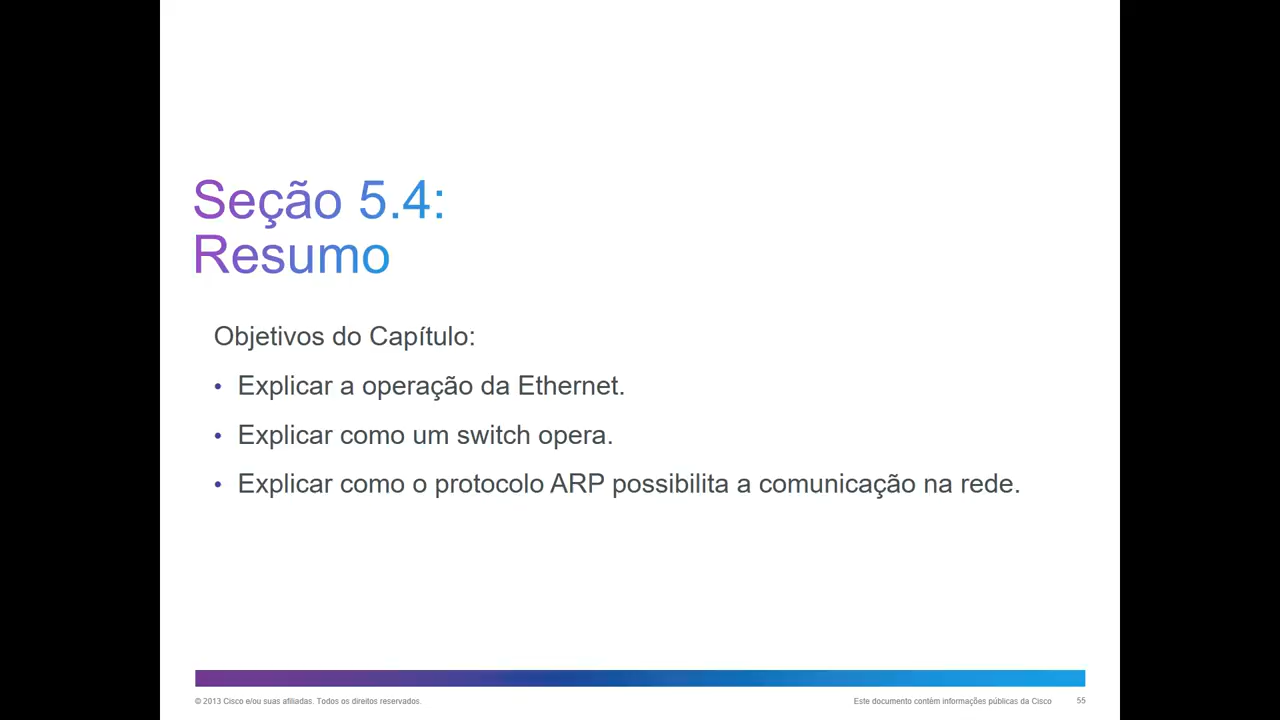 Seção 5.4:
Resumo
Objetivos do Capítulo:
• Explicar a operação da Ethernet.
• Explicar como um switch opera.
• Explicar como o protocolo ARP possibilita a comunicação na rede.
© 2013 Cisco e/ou suas afiliadas. Todos os direitos reservados.
Este documento contém informações públicas da Cisco
55